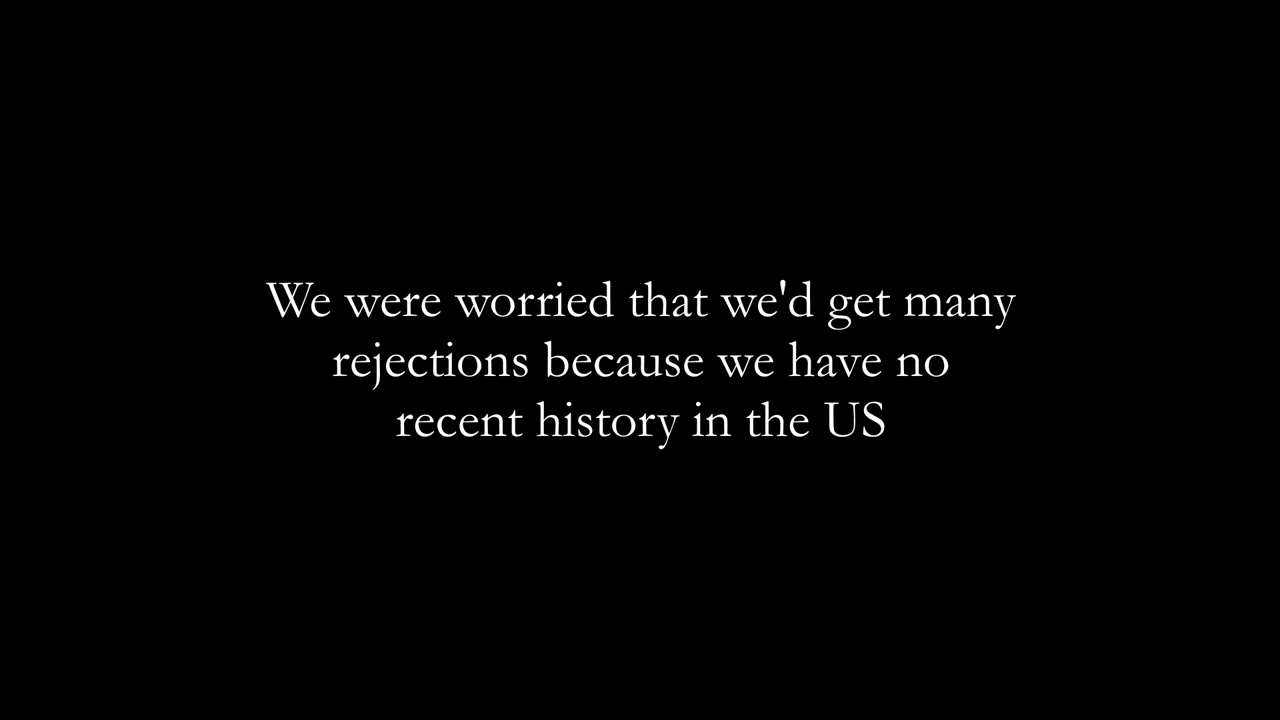 We were worried that we'd get many
rejections because we have no
recent history in the US